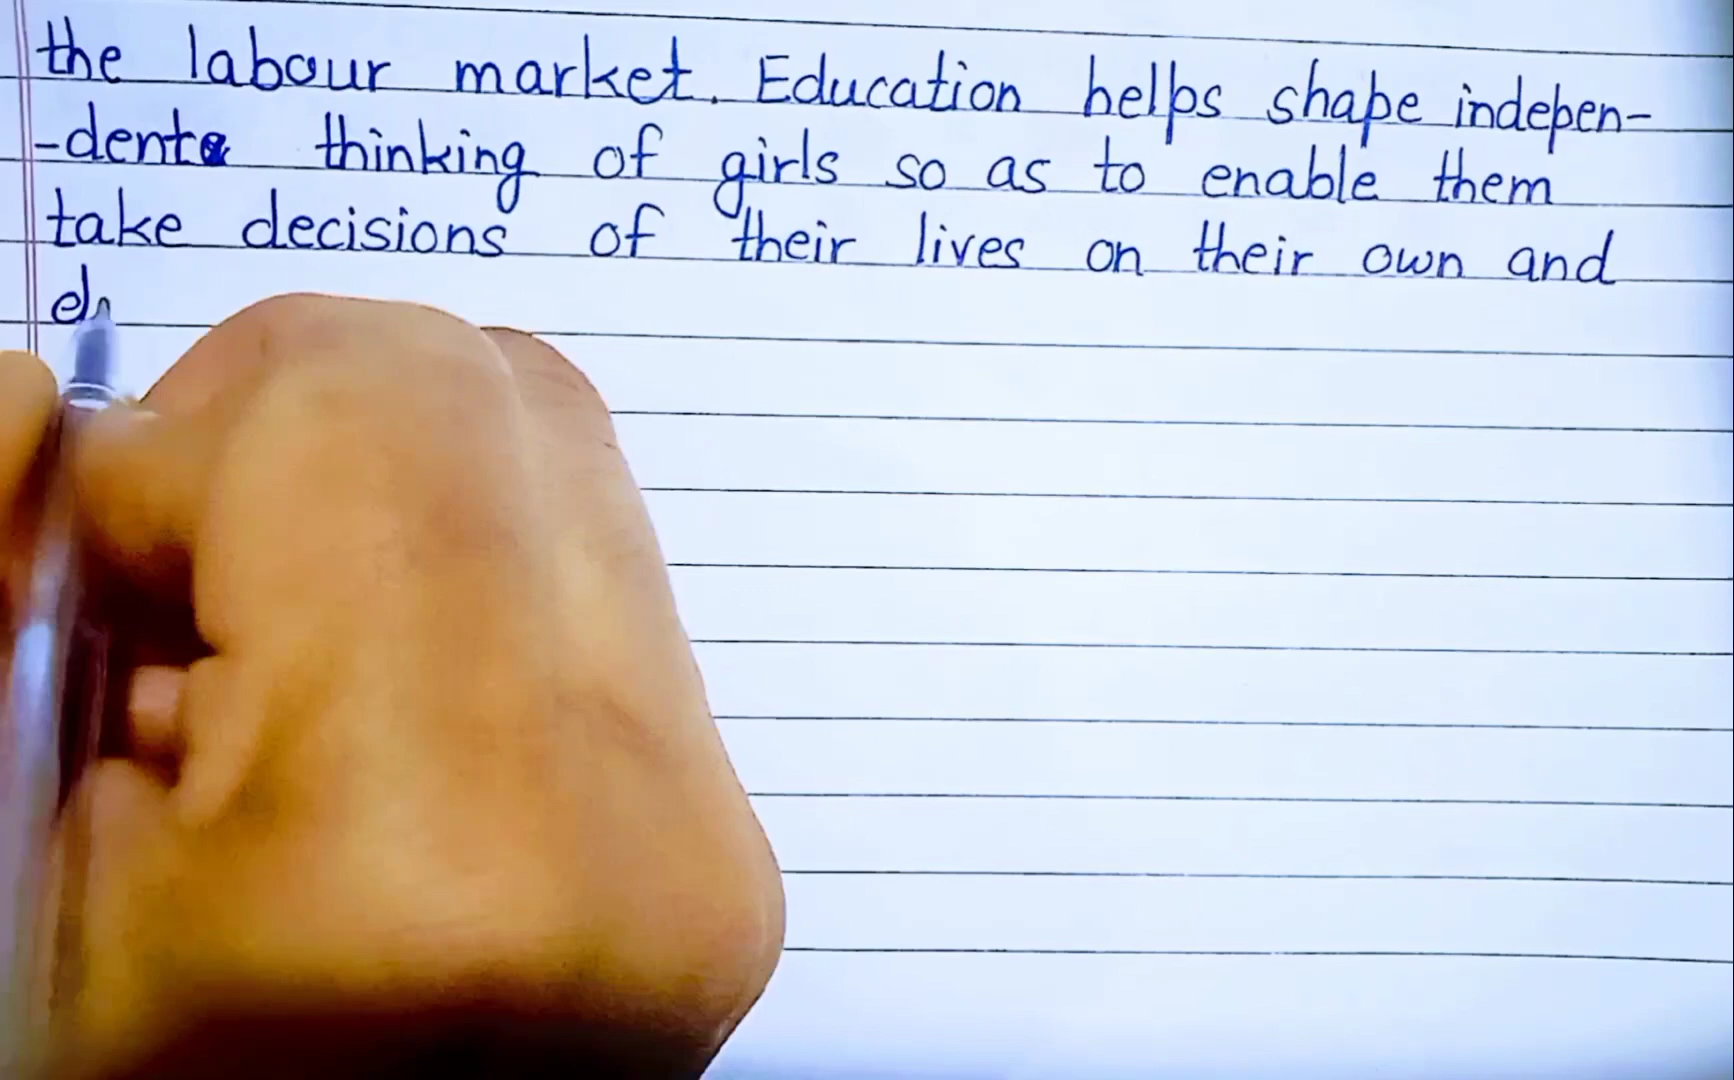 the labour market. Education helps shape indepen-
-dent thinking of girls so as to enable them
take decisions of their lives on their own and